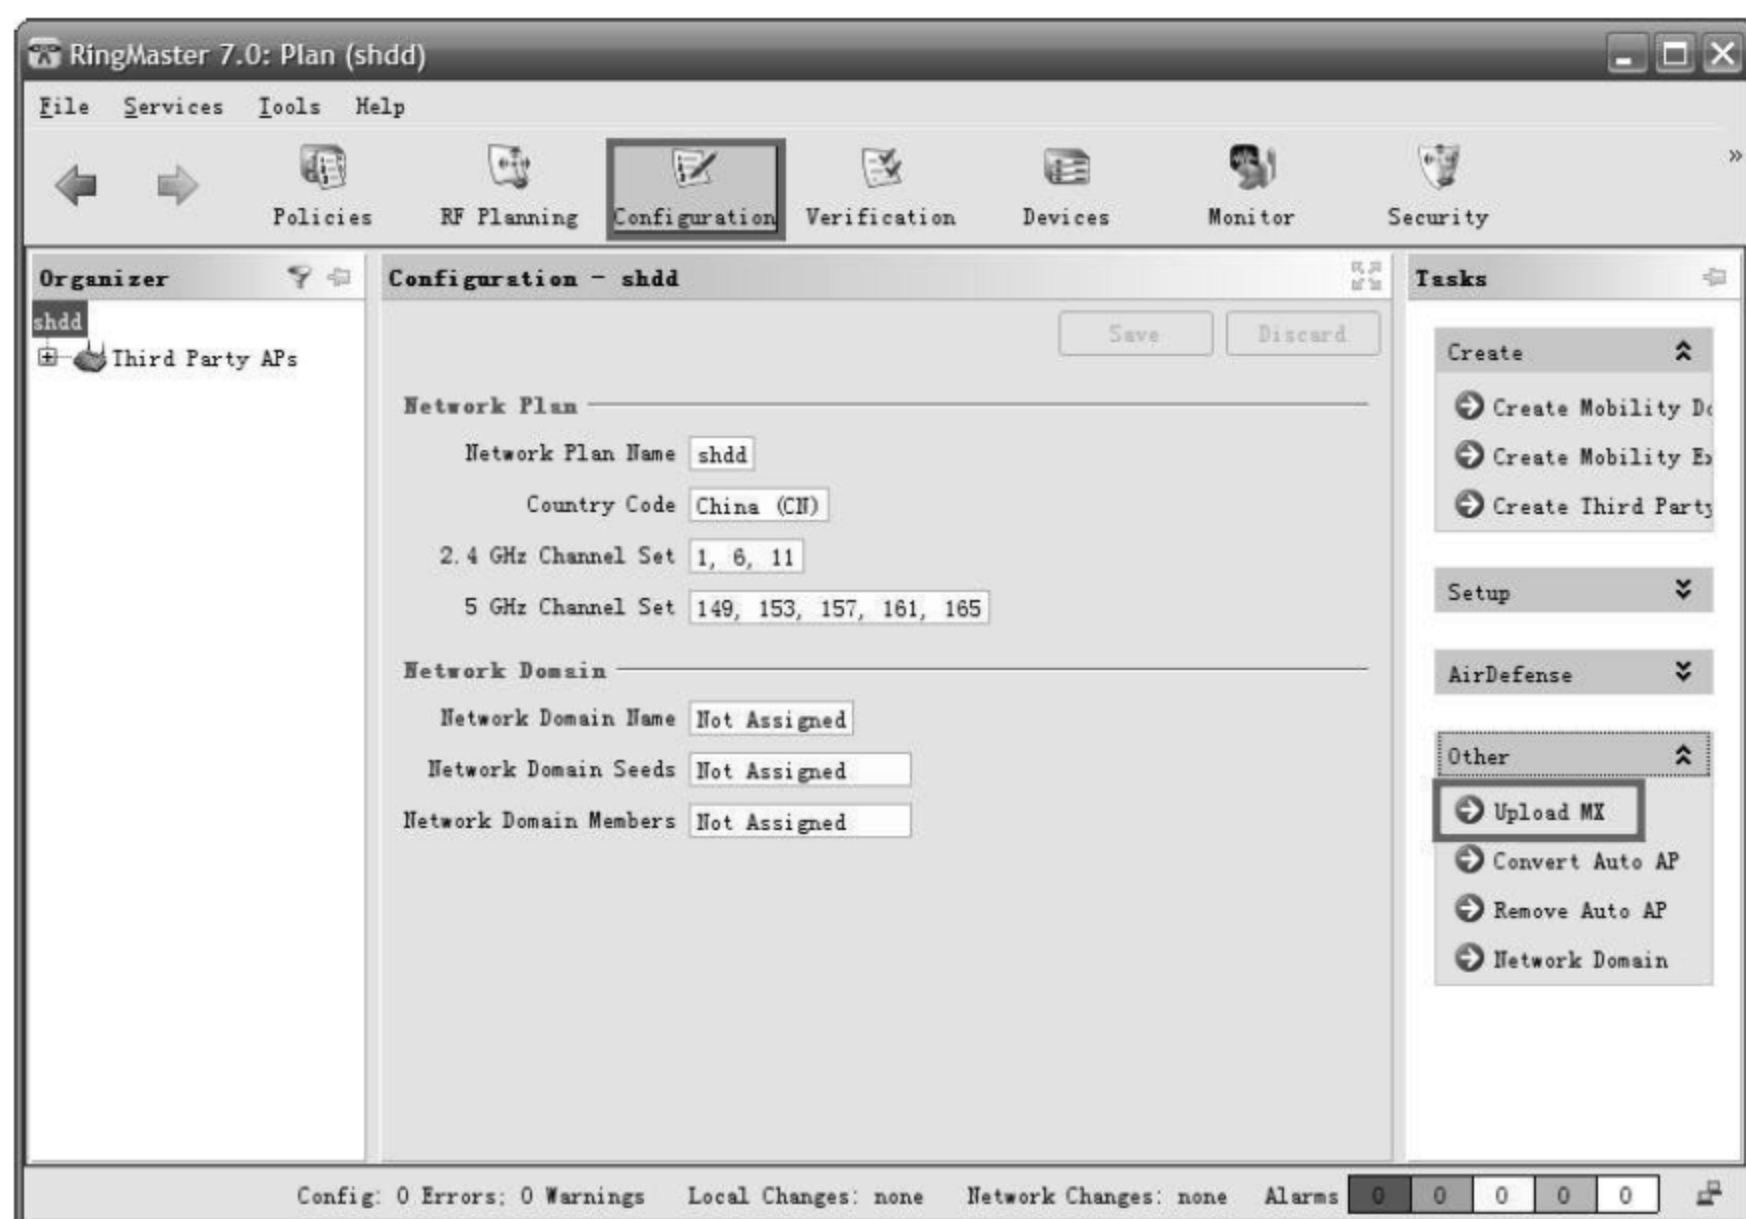 RingMaster 7.0: Plan (shdd)
File Services Tools Help
Policies RF Planning Configuration Verification Devices Monitor Security
Organizer
shdd
Third Party APs
Configuration - shdd
Save Discard
Network Plan
Network Plan Name shdd
Country Code China (CN)
2.4 GHz Channel Set 1, 6, 11
5 GHz Channel Set 149, 153, 157, 161, 165
Network Domain
Network Domain Name Not Assigned
Network Domain Seeds Not Assigned
Network Domain Members Not Assigned
Tasks
Create
Create Mobility Do
Create Mobility Ex
Create Third Party
Setup
AirDefense
Other
Upload MX
Convert Auto AP
Remove Auto AP
Network Domain
Config: 0 Errors; 0 Warnings Local Changes: none Network Changes: none Alarms 0 0 0 0 0